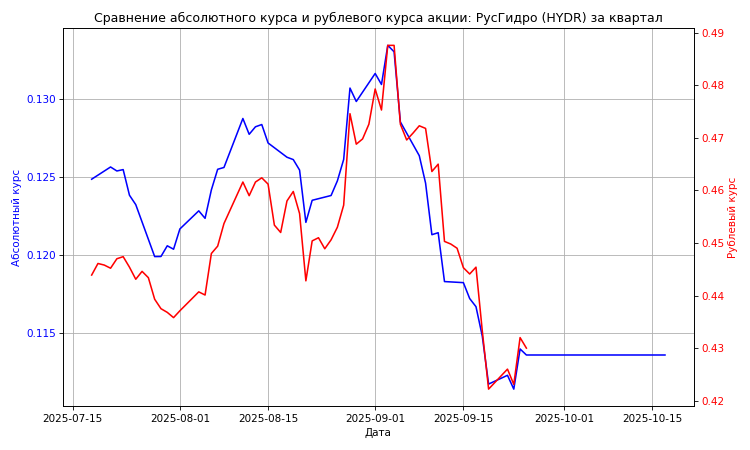 Сравнение абсолютного курса и рублевого курса акции: РусГидро (HYDR) за квартал
0.130
0.125
0.120
0.115
Абсолютный курс
0.49
0.48
0.47
0.46
0.45
0.44
0.43
0.42
Рублевый курс
2025-07-15 2025-08-01 2025-08-15 2025-09-01 2025-09-15 2025-10-01 2025-10-15
Дата